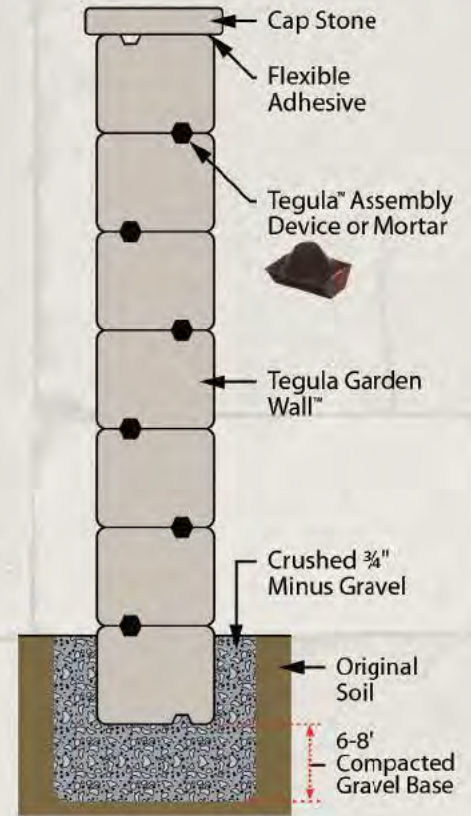 Cap Stone
Flexible
Adhesive
Tegula™ Assembly
Device or Mortar
Tegula Garden
Wall™
Crushed ¾"
Minus Gravel
Original
Soil
6-8'
Compacted
Gravel Base